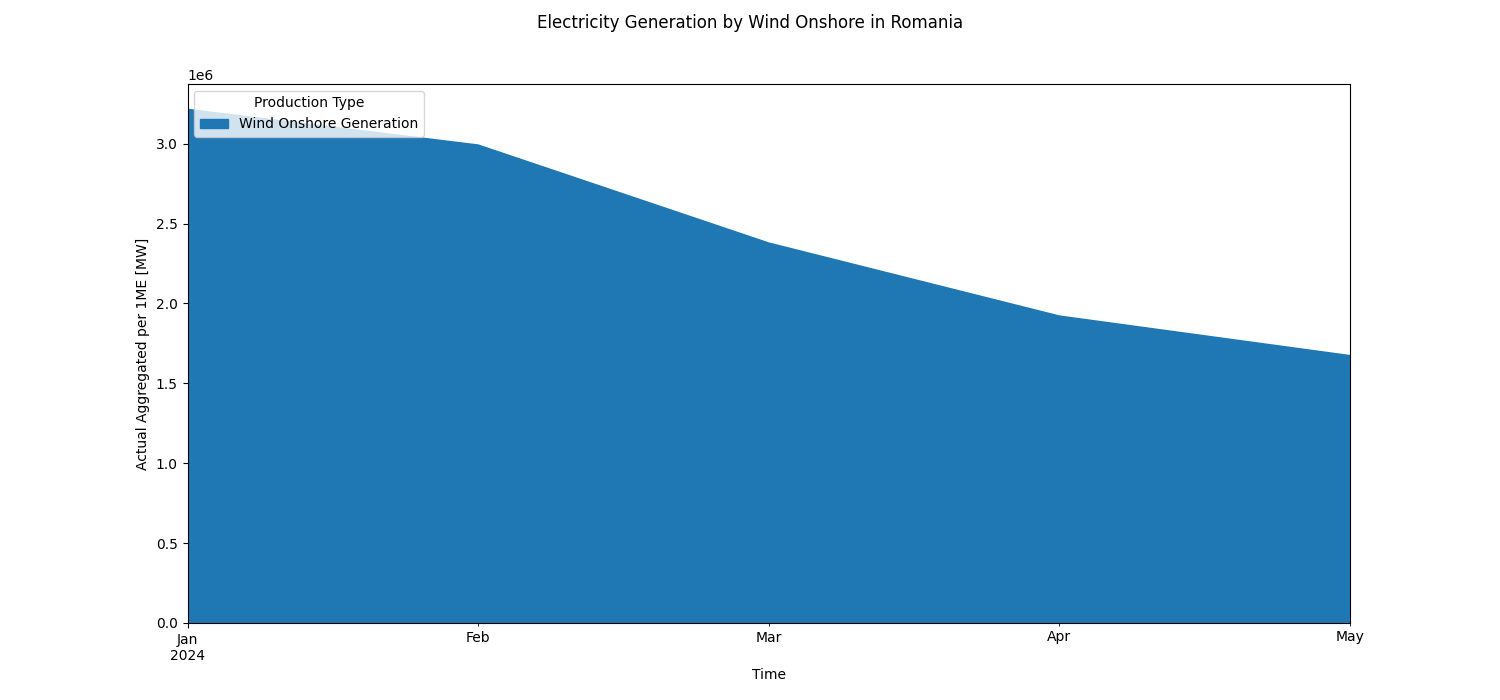 Electricity Generation by Wind Onshore in Romania
1e6
Production Type
Wind Onshore Generation
3.0
2.5
2.0
1.5
1.0
0.5
0.0
Actual Aggregated per 1ME [MW]
Jan Feb Mar Apr May
2024
Time